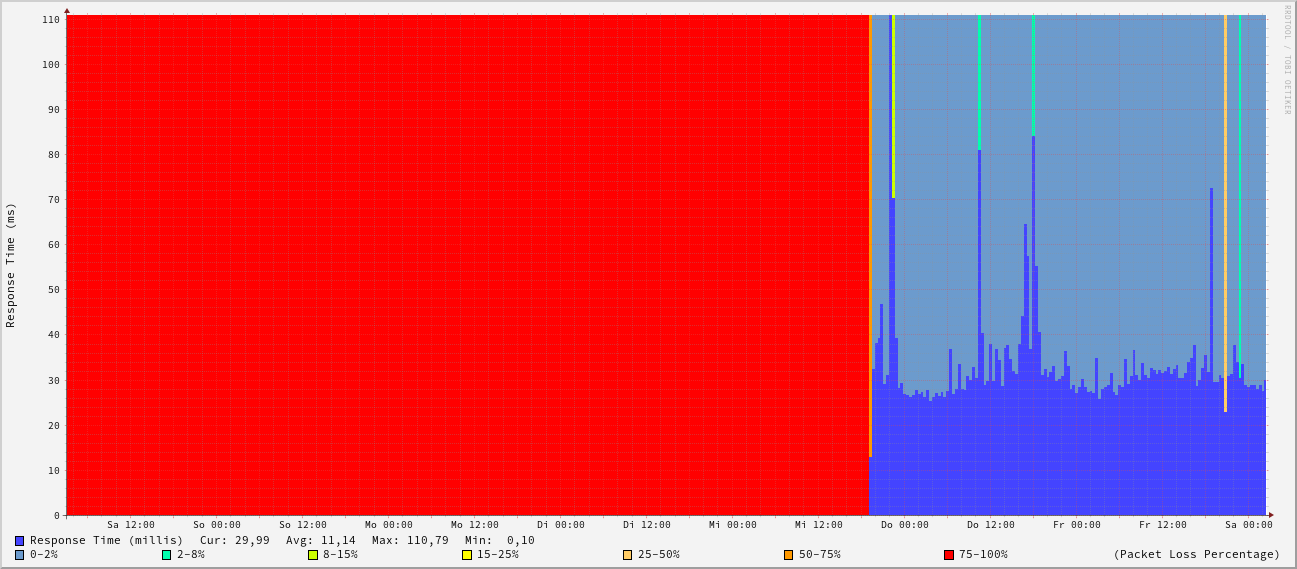 RRDTOOL / TOBI OETIKER
Response Time (ms)
110
100
90
80
70
60
50
40
30
20
10
0
Sa 12:00 So 00:00 So 12:00 Mo 00:00 Mo 12:00 Di 00:00 Di 12:00 Mi 00:00 Mi 12:00 Do 00:00 Do 12:00 Fr 00:00 Fr 12:00 Sa 00:00
Response Time (millis) Cur: 29,99 Avg: 11,14 Max: 110,79 Min: 0,10
0-2% 2-8% 8-15% 15-25% 25-50% 50-75% 75-100% (Packet Loss Percentage)